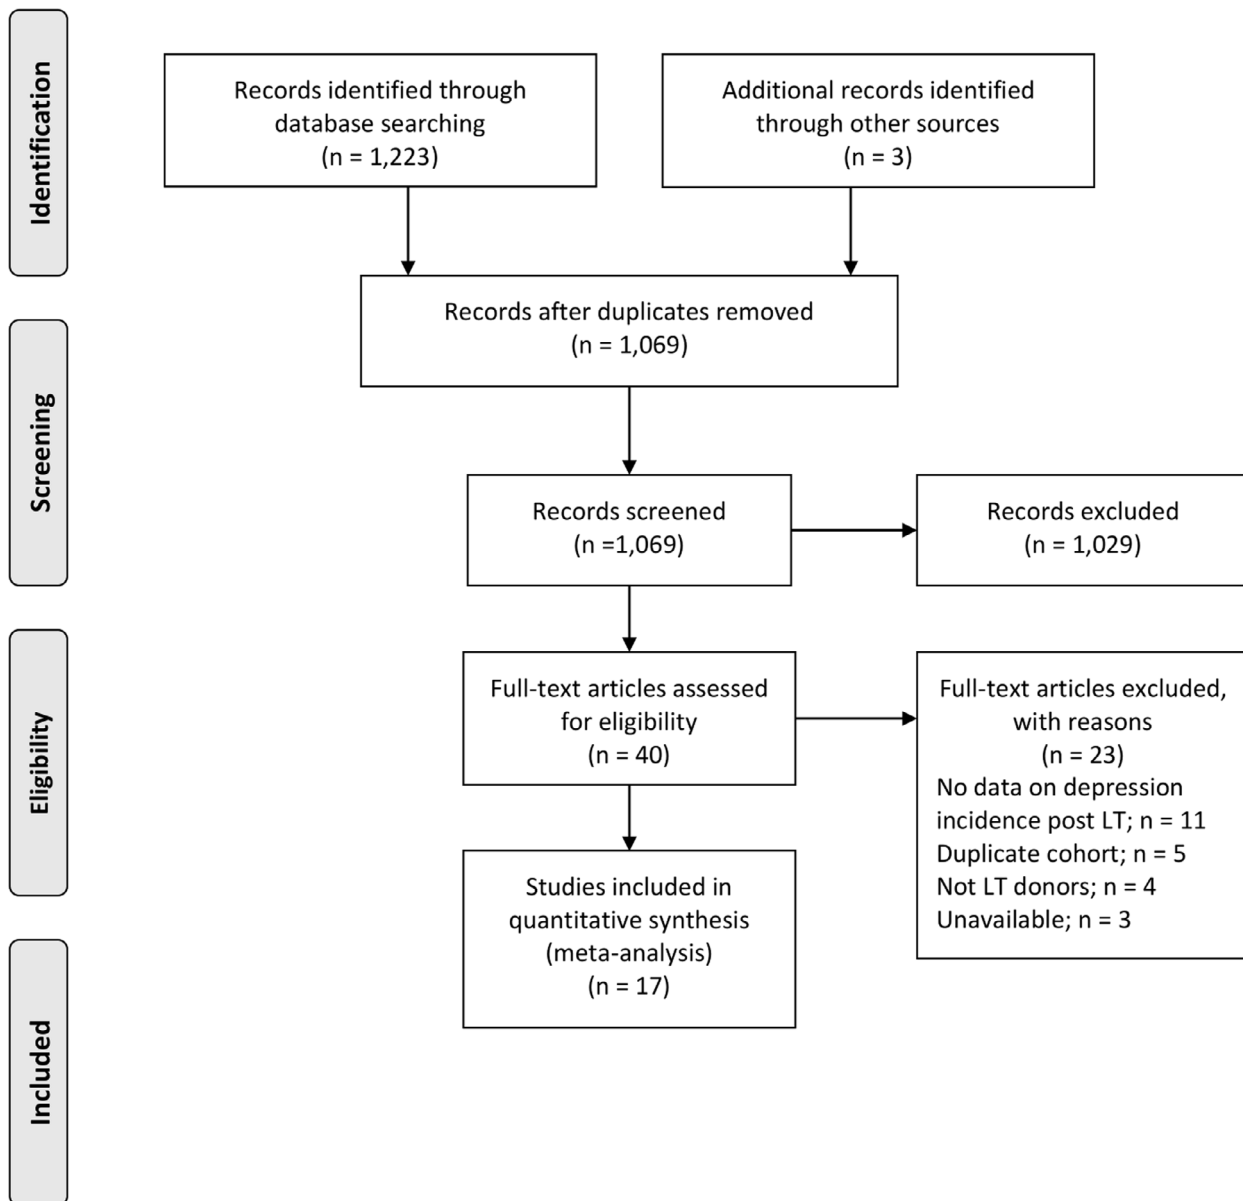 Identification
Records identified through
database searching
(n = 1,223)
Additional records identified
through other sources
(n = 3)
Records after duplicates removed
(n = 1,069)
Screening
Records screened
(n =1,069)
Records excluded
(n = 1,029)
Eligibility
Full-text articles assessed
for eligibility
(n = 40)
Full-text articles excluded,
with reasons
(n = 23)
No data on depression
incidence post LT; n = 11
Duplicate cohort; n = 5
Not LT donors; n = 4
Unavailable; n = 3
Studies included in
quantitative synthesis
(meta-analysis)
(n = 17)
Included